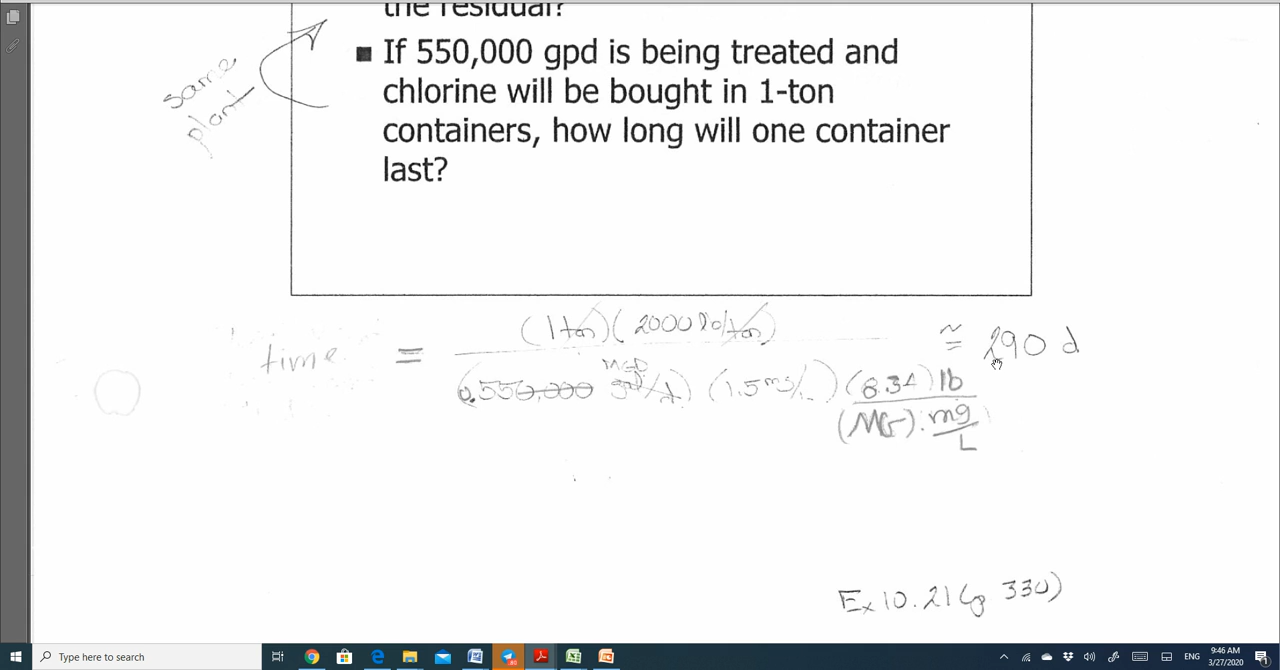 the residual?
■ If 550,000 gpd is being treated and
chlorine will be bought in 1-ton
containers, how long will one container
last?
same
plant
time = (1 ton)(2000 lb/ton) ≈ 290 d
MGD
(0.550,000 gal/d) (1.5 mg/L) (8.34) lb
(MG). mg
L
Ex 10.21 (pg 330)
Type here to search
ENG
9:46 AM
3/27/2020